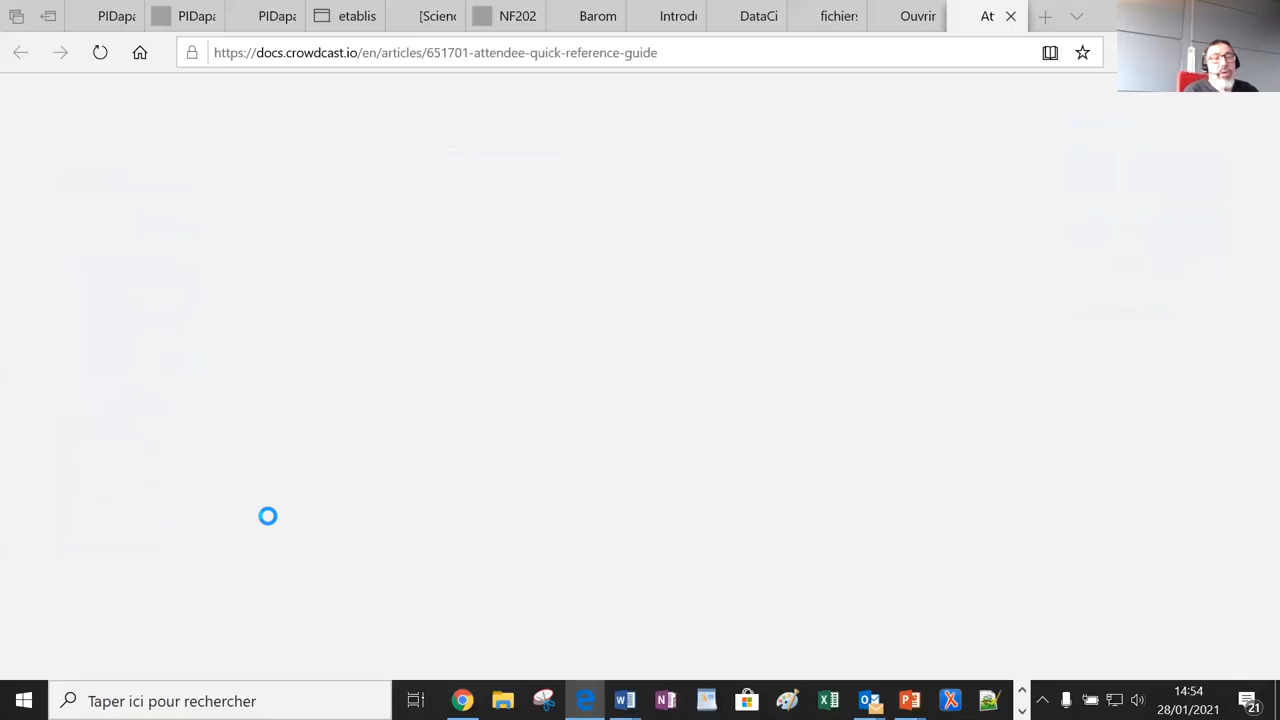 PIDapa
PIDapa
PIDapa
etablis
[Scienc
NF202
Barom
Introdu
DataCi
fichiers
Ouvrir
At
https://docs.crowdcast.io/en/articles/651701-attendee-quick-reference-guide
Taper ici pour rechercher
14:54
28/01/2021
21